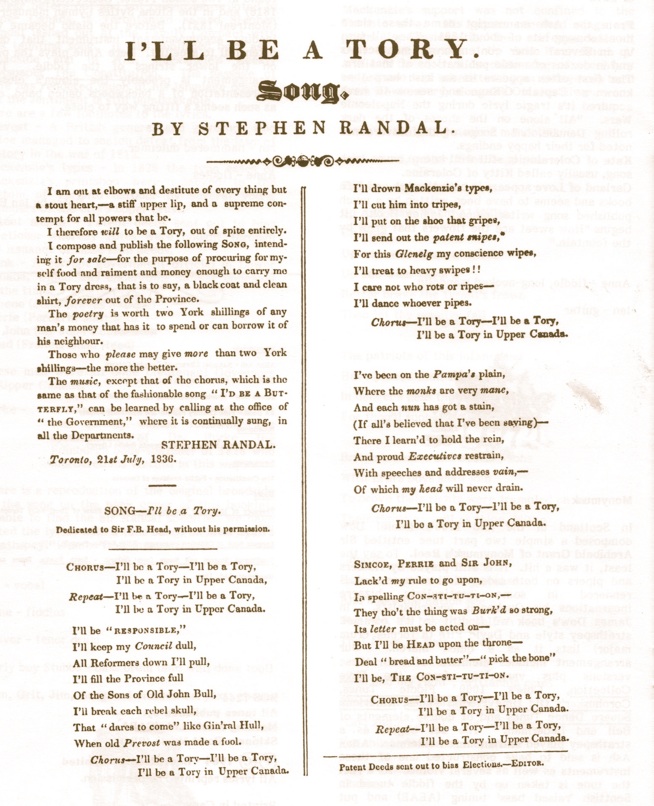 I'LL BE A TORY.
Song.
BY STEPHEN RANDAL.
I am out at elbows and destitute of every thing but
a stout heart,—a stiff upper lip, and a supreme con-
tempt for all powers that be.
I therefore will to be a Tory, out of spite entirely.
I compose and publish the following SONG, intend-
ing it for sale—for the purpose of procuring for my-
self food and raiment and money enough to carry me
in a Tory dress, that is to say, a black coat and clean
shirt, forever out of the Province.
The poetry is worth two York shillings of any
man's money that has it to spend or can borrow it of
his neighbour.
Those who please may give more than two York
shillings—the more the better.
The music, except that of the chorus, which is the
same as that of the fashionable song "I'D BE A BUT-
TERFLY," can be learned by calling at the office of
"the Government," where it is continually sung, in
all the Departments.
STEPHEN RANDAL.
Toronto, 21st July, 1836.
SONG—I'll be a Tory.
Dedicated to Sir F.B. Head, without his permission.
CHORUS—I'll be a Tory—I'll be a Tory,
I'll be a Tory in Upper Canada,
Repeat—I'll be a Tory—I'll be a Tory,
I'll be a Tory in Upper Canada.
I'll be "RESPONSIBLE,"
I'll keep my Council dull,
All Reformers down I'll pull,
I'll fill the Province full
Of the Sons of Old John Bull,
I'll break each rebel skull,
That "dares to come" like Gin'ral Hull,
When old Prevost was made a fool.
Chorus—I'll be a Tory—I'll be a Tory,
I'll be a Tory in Upper Canada.
I'll drown Mackenzie's types,
I'll cut him into tripes,
I'll put on the shoe that gripes,
I'll send out the patent snipes,*
For this Glenelg my conscience wipes,
I'll treat to heavy swipes!!
I care not who rots or ripes—
I'll dance whoever pipes.
Chorus—I'll be a Tory—I'll be a Tory,
I'll be a Tory in Upper Canada.
I've been on the Pampa's plain,
Where the monks are very mane,
And each nun has got a stain,
(If all's believed that I've been saying)—
There I learn'd to hold the rein,
And proud Executives restrain,
With speeches and addresses vain,—
Of which my head will never drain.
Chorus—I'll be a Tory—I'll be a Tory,
I'll be a Tory in Upper Canada.
SIMCOE, PERRIE and SIR JOHN,
Lack'd my rule to go upon,
In spelling CON-STI-TU-TI-ON,—
They tho't the thing was Burk'd so strong,
Its letter must be acted on—
But I'll be HEAD upon the throne—
Deal "bread and butter"—"pick the bone"
I'll be, THE CON-STI-TU-TI-ON.
CHORUS—I'll be a Tory—I'll be a Tory,
I'll be a Tory in Upper Canada.
Repeat—I'll be a Tory—I'll be a Tory,
I'll be a Tory in Upper Canada.
Patent Deeds sent out to bias Elections.—EDITOR.